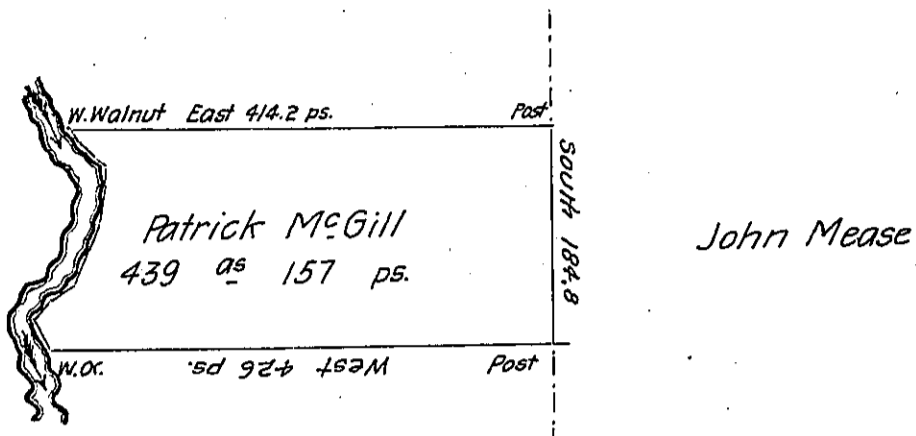 W.Walnut East 414.2 ps. Post
South 184.8
Patrick McGill
439 as 157 ps.
John Mease
W.O. West 426 ps. Post